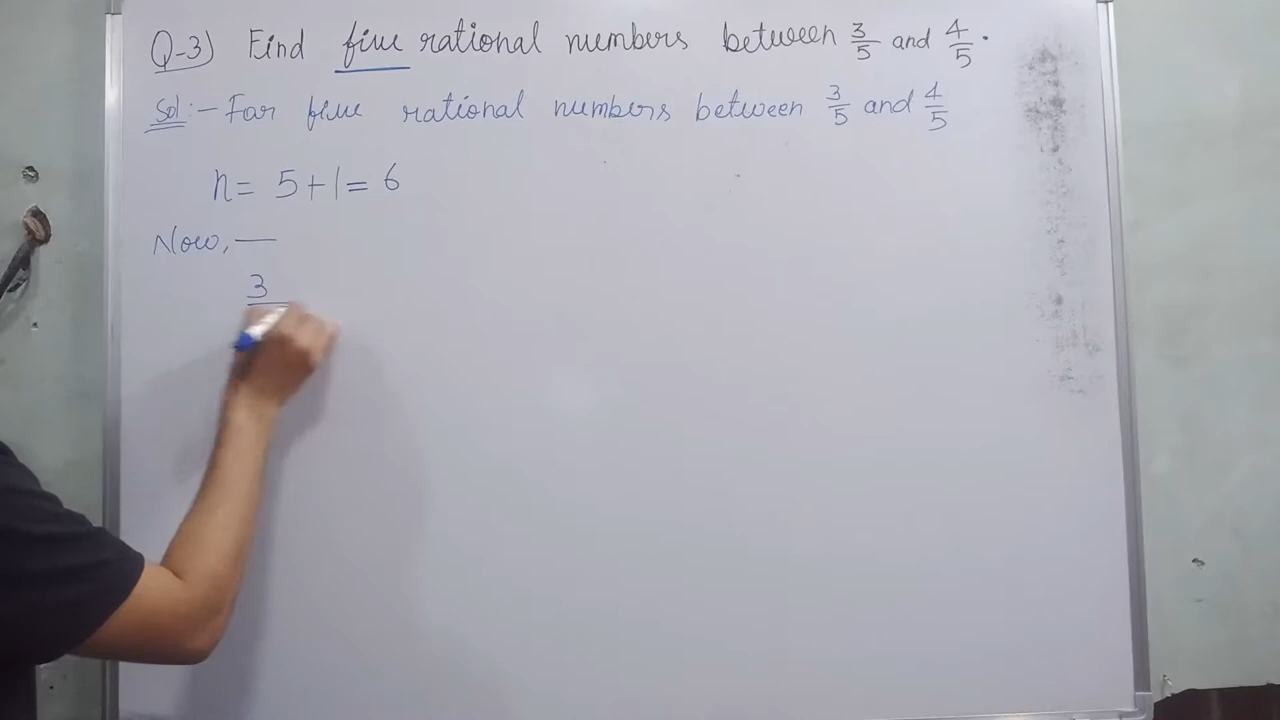 Q-3) Find five rational numbers between 3/5 and 4/5.
Sol:- For five rational numbers between 3/5 and 4/5
n= 5+1= 6
Now, —
3